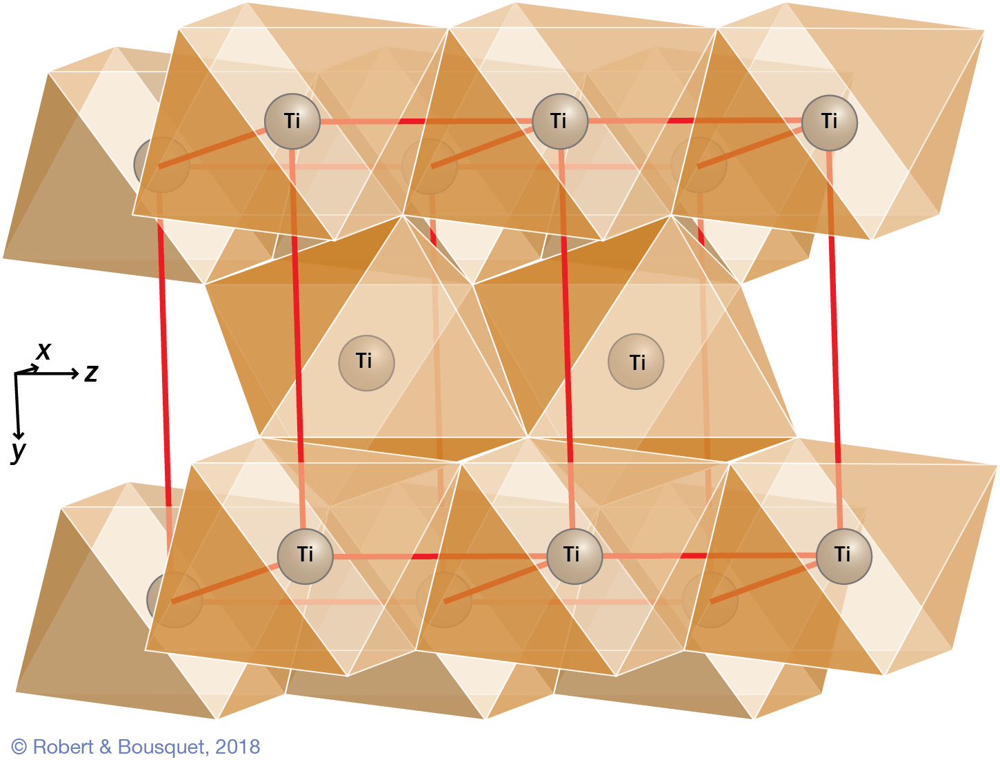 Ti Ti Ti
Ti Ti
x
z
y
Ti Ti Ti
© Robert & Bousquet, 2018